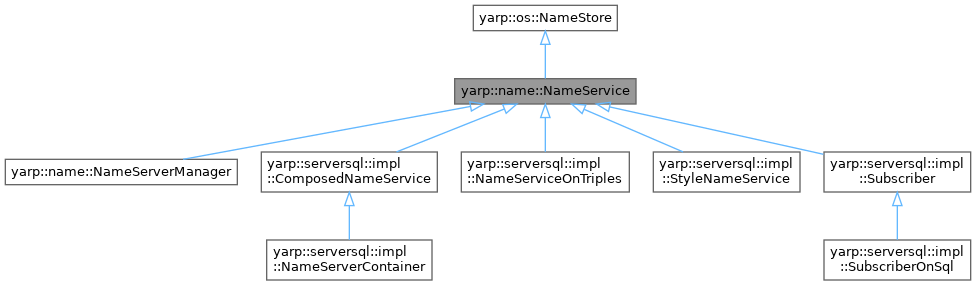 yarp::os::NameStore
yarp::name::NameService
yarp::name::NameServerManager
yarp::serversql::impl
::ComposedNameService
yarp::serversql::impl
::NameServiceOnTriples
yarp::serversql::impl
::StyleNameService
yarp::serversql::impl
::Subscriber
yarp::serversql::impl
::NameServerContainer
yarp::serversql::impl
::SubscriberOnSql